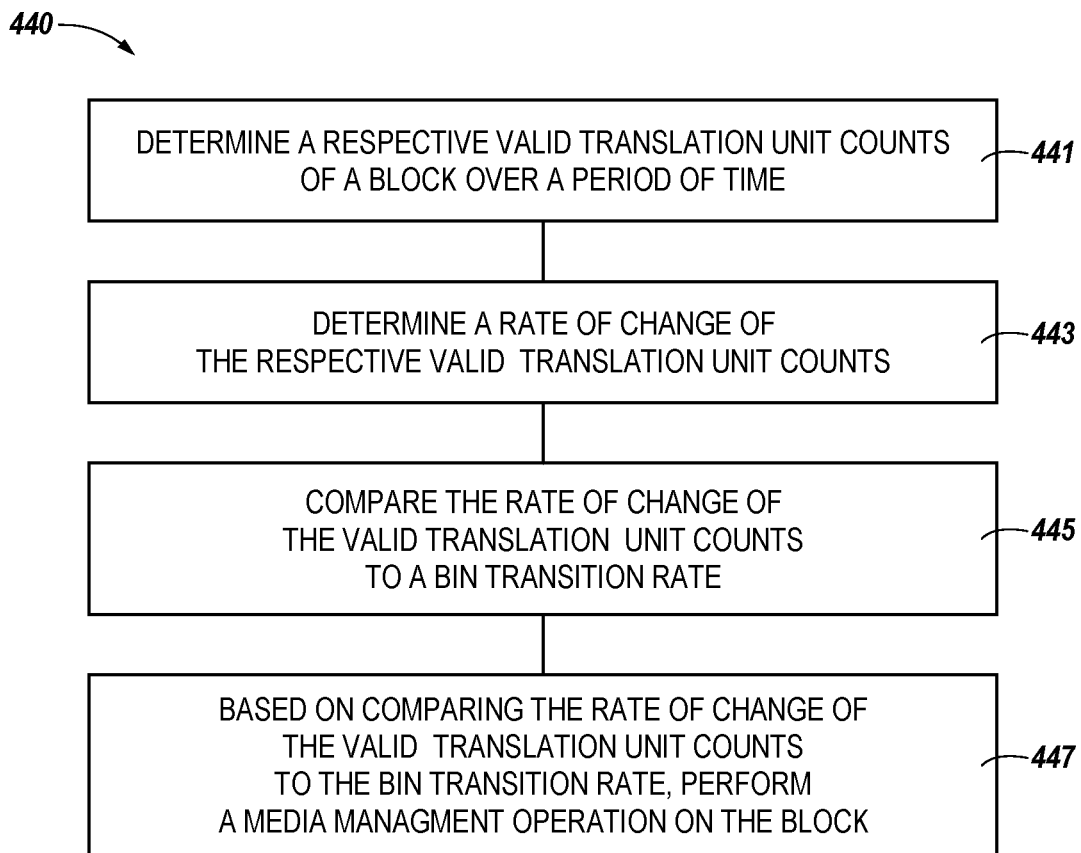 440
DETERMINE A RESPECTIVE VALID TRANSLATION UNIT COUNTS
OF A BLOCK OVER A PERIOD OF TIME
441
DETERMINE A RATE OF CHANGE OF
THE RESPECTIVE VALID TRANSLATION UNIT COUNTS
443
COMPARE THE RATE OF CHANGE OF
THE VALID TRANSLATION UNIT COUNTS
TO A BIN TRANSITION RATE
445
BASED ON COMPARING THE RATE OF CHANGE OF
THE VALID TRANSLATION UNIT COUNTS
TO THE BIN TRANSITION RATE, PERFORM
A MEDIA MANAGMENT OPERATION ON THE BLOCK
447